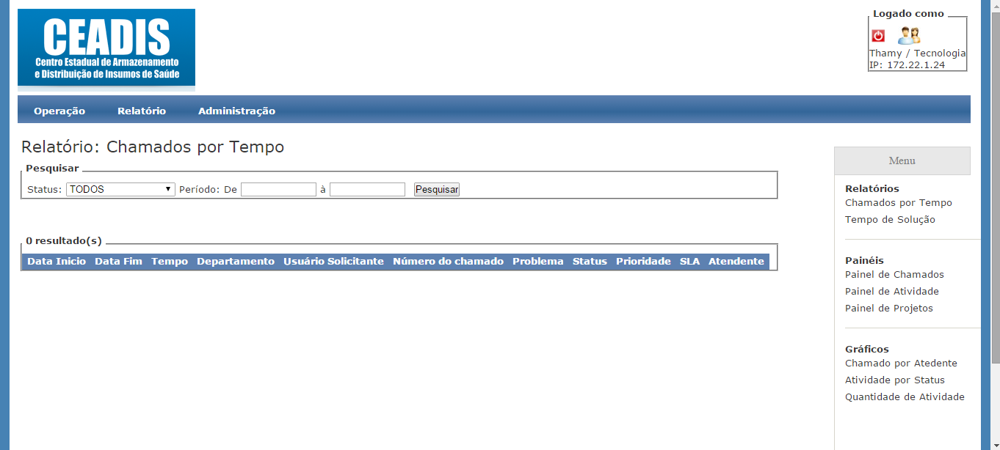 CEADIS
Centro Estadual de Armazenamento
e Distribuição de Insumos de Saúde
Logado como
Thamy / Tecnologia
IP: 172.22.1.24
Operação Relatório Administração
Relatório: Chamados por Tempo
Pesquisar
Status: TODOS Período: De à Pesquisar
0 resultado(s)
Data Inicio Data Fim Tempo Departamento Usuário Solicitante Número do chamado Problema Status Prioridade SLA Atendente
Menu
Relatórios
Chamados por Tempo
Tempo de Solução
Painéis
Painel de Chamados
Painel de Atividade
Painel de Projetos
Gráficos
Chamado por Atedente
Atividade por Status
Quantidade de Atividade